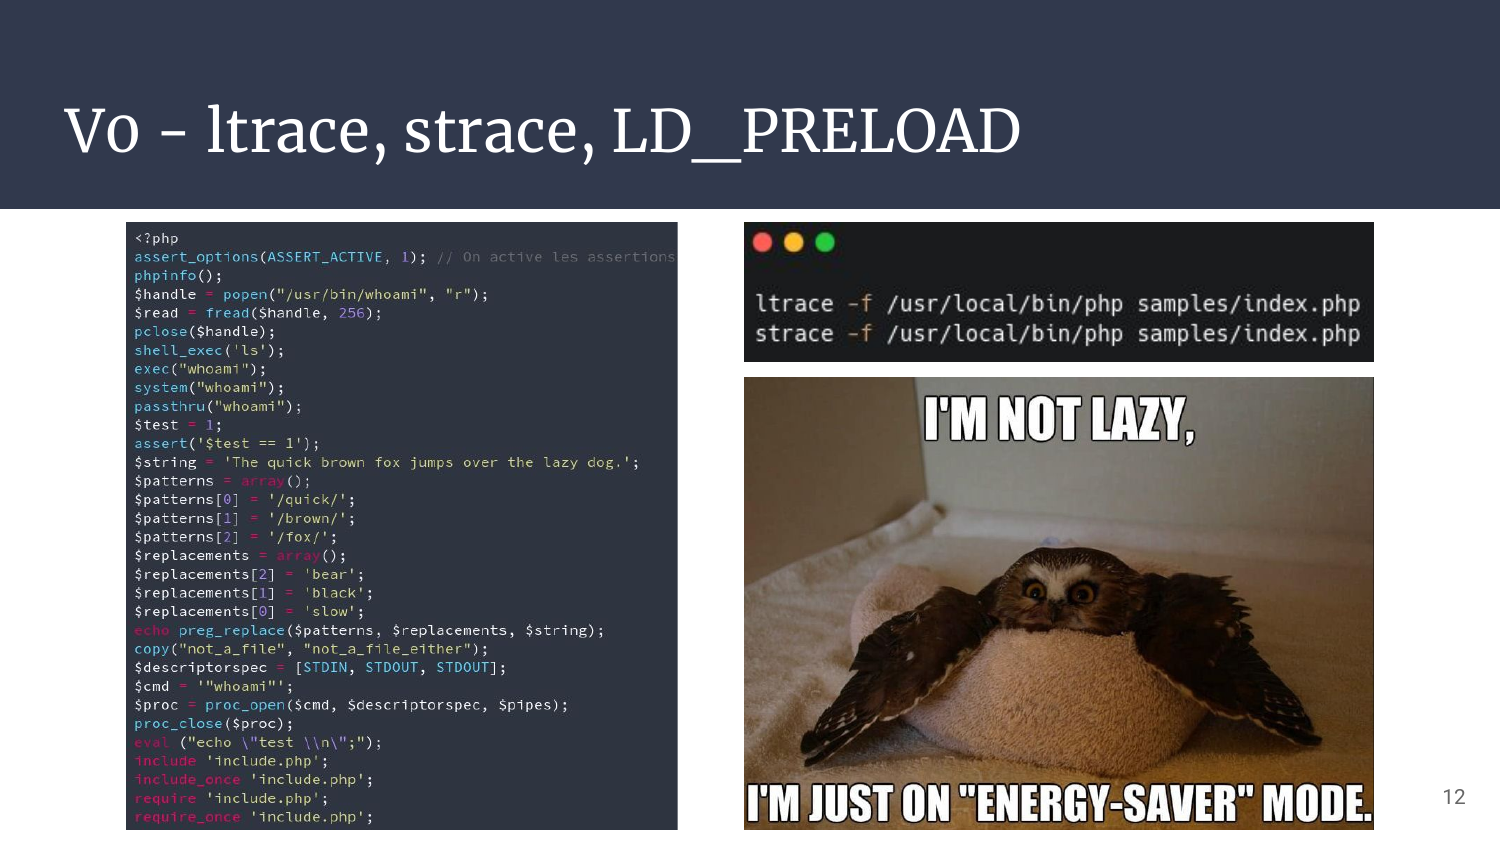 V0 - ltrace, strace, LD_PRELOAD
<?php
assert_options(ASSERT_ACTIVE, 1); // On active les assertions
phpinfo();
$handle = popen("/usr/bin/whoami", "r");
$read = fread($handle, 256);
pclose($handle);
shell_exec('ls');
exec("whoami");
system("whoami");
passthru("whoami");
$test = 1;
assert('$test == 1');
$string = 'The quick brown fox jumps over the lazy dog.';
$patterns = array();
$patterns[0] = '/quick/';
$patterns[1] = '/brown/';
$patterns[2] = '/fox/';
$replacements = array();
$replacements[2] = 'bear';
$replacements[1] = 'black';
$replacements[0] = 'slow';
echo preg_replace($patterns, $replacements, $string);
copy("not_a_file", "not_a_file_either");
$descriptorspec = [STDIN, STDOUT, STDOUT];
$cmd = '"whoami"';
$proc = proc_open($cmd, $descriptorspec, $pipes);
proc_close($proc);
eval ("echo \"test \\n\";");
include 'include.php';
include_once 'include.php';
require 'include.php';
require_once 'include.php';
ltrace -f /usr/local/bin/php samples/index.php
strace -f /usr/local/bin/php samples/index.php
I'M NOT LAZY,
I'M JUST ON "ENERGY-SAVER" MODE.
12